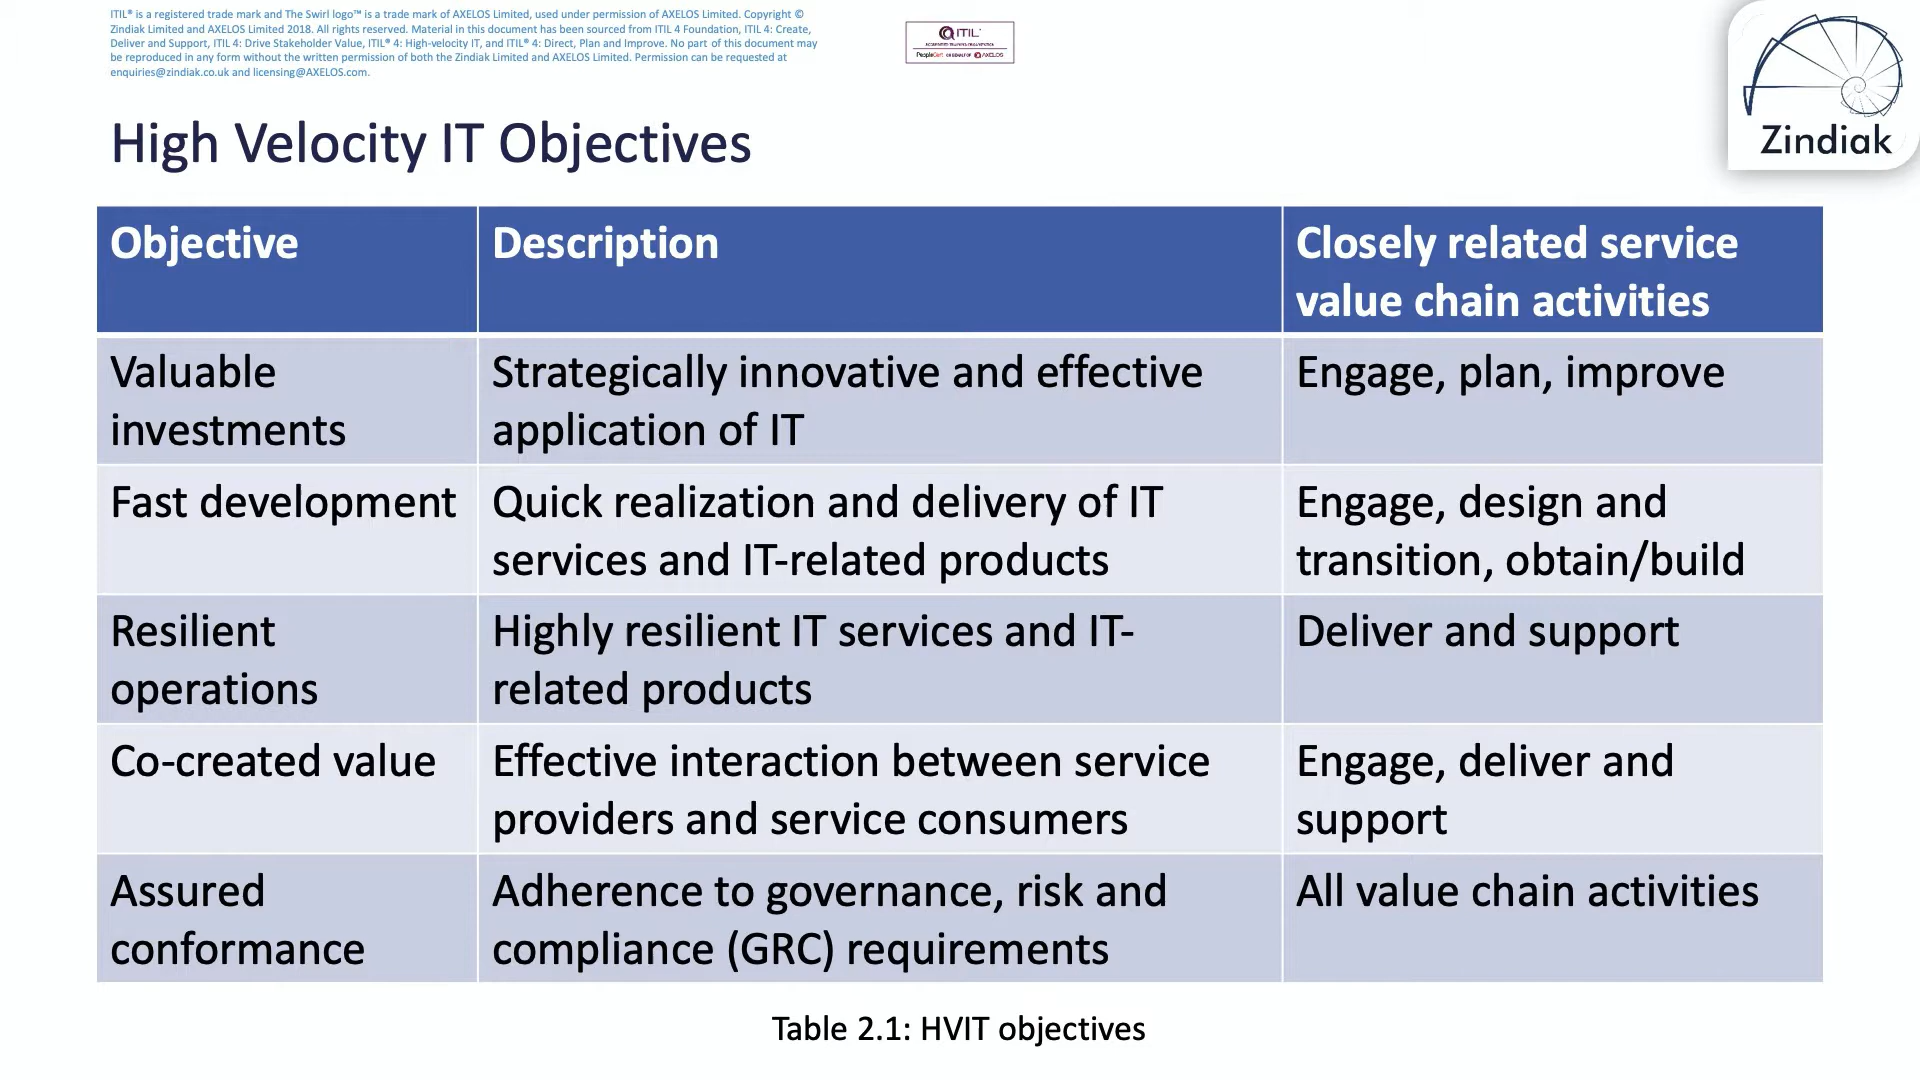 ITIL® is a registered trade mark and The Swirl logo™ is a trade mark of AXELOS Limited, used under permission of AXELOS Limited. Copyright ©
Zindiak Limited and AXELOS Limited 2018. All rights reserved. Material in this document has been sourced from ITIL 4 Foundation, ITIL 4: Create,
Deliver and Support, ITIL 4: Drive Stakeholder Value, ITIL® 4: High-velocity IT, and ITIL® 4: Direct, Plan and Improve. No part of this document may
be reproduced in any form without the written permission of both the Zindiak Limited and AXELOS Limited. Permission can be requested at
enquiries@zindiak.co.uk and licensing@AXELOS.com.
ITIL®
PeopleCert ON BEHALF OF AXELOS
Zindiak
High Velocity IT Objectives
Objective
Description
Closely related service
value chain activities
Valuable
investments
Strategically innovative and effective
application of IT
Engage, plan, improve
Fast development
Quick realization and delivery of IT
services and IT-related products
Engage, design and
transition, obtain/build
Resilient
operations
Highly resilient IT services and IT-
related products
Deliver and support
Co-created value
Effective interaction between service
providers and service consumers
Engage, deliver and
support
Assured
conformance
Adherence to governance, risk and
compliance (GRC) requirements
All value chain activities
Table 2.1: HVIT objectives